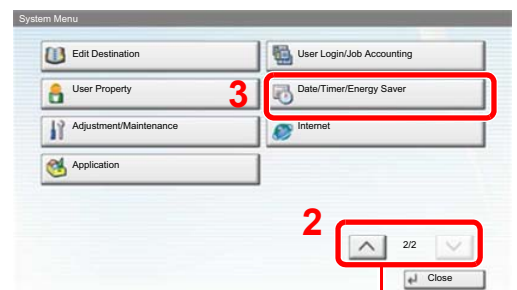 System Menu
Edit Destination
User Login/Job Accounting
User Property
3
Date/Timer/Energy Saver
Adjustment/Maintenance
Internet
Application
2
2/2
Close